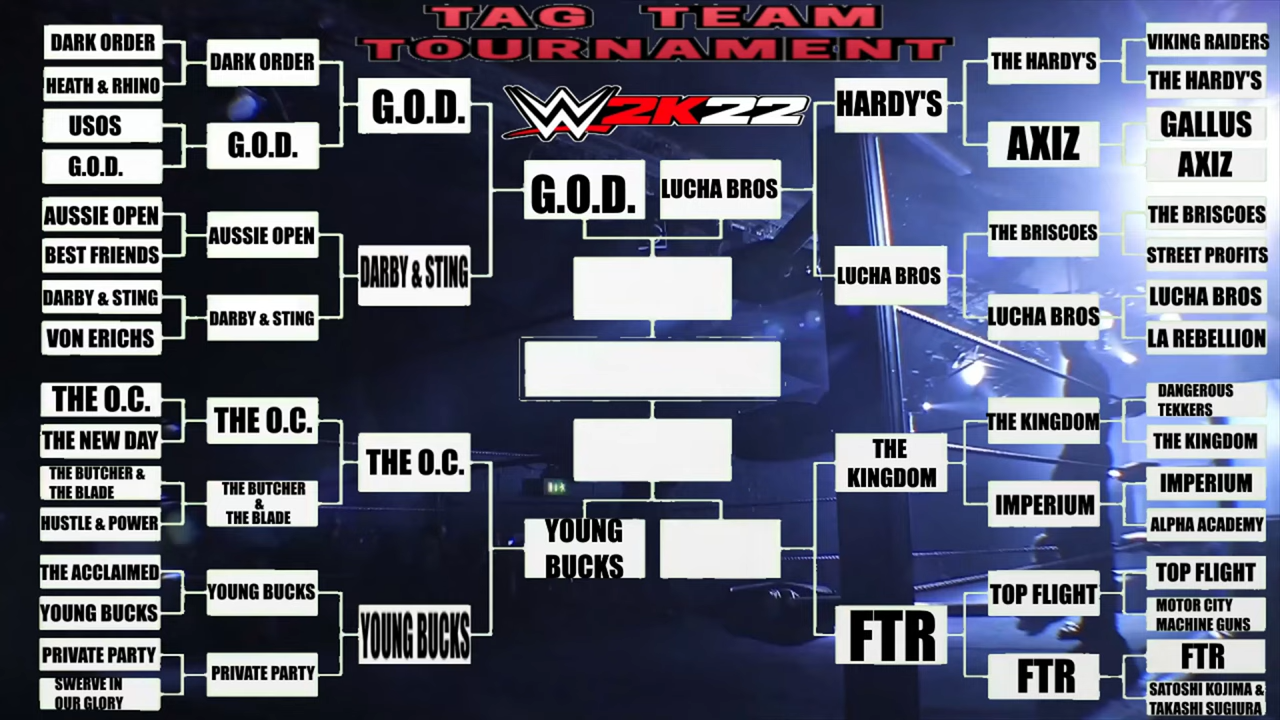 TAG TEAM
TOURNAMENT
W 2K22
DARK ORDER
HEATH & RHINO
USOS
G.O.D.
AUSSIE OPEN
BEST FRIENDS
DARBY & STING
VON ERICHS
THE O.C.
THE NEW DAY
THE BUTCHER &
THE BLADE
HUSTLE & POWER
THE ACCLAIMED
YOUNG BUCKS
PRIVATE PARTY
SWERVE IN
OUR GLORY
DARK ORDER
G.O.D.
AUSSIE OPEN
DARBY & STING
THE O.C.
THE BUTCHER
&
THE BLADE
YOUNG BUCKS
PRIVATE PARTY
G.O.D.
DARBY & STING
THE O.C.
YOUNG BUCKS
G.O.D.
YOUNG
BUCKS
LUCHA BROS
HARDY'S
LUCHA BROS
THE
KINGDOM
FTR
THE HARDY'S
AXIZ
THE BRISCOES
LUCHA BROS
THE KINGDOM
IMPERIUM
TOP FLIGHT
FTR
VIKING RAIDERS
THE HARDY'S
GALLUS
AXIZ
THE BRISCOES
STREET PROFITS
LUCHA BROS
LA REBELLION
DANGEROUS
TEKKERS
THE KINGDOM
IMPERIUM
ALPHA ACADEMY
TOP FLIGHT
MOTOR CITY
MACHINE GUNS
FTR
SATOSHI KOJIMA &
TAKASHI SUGIURA